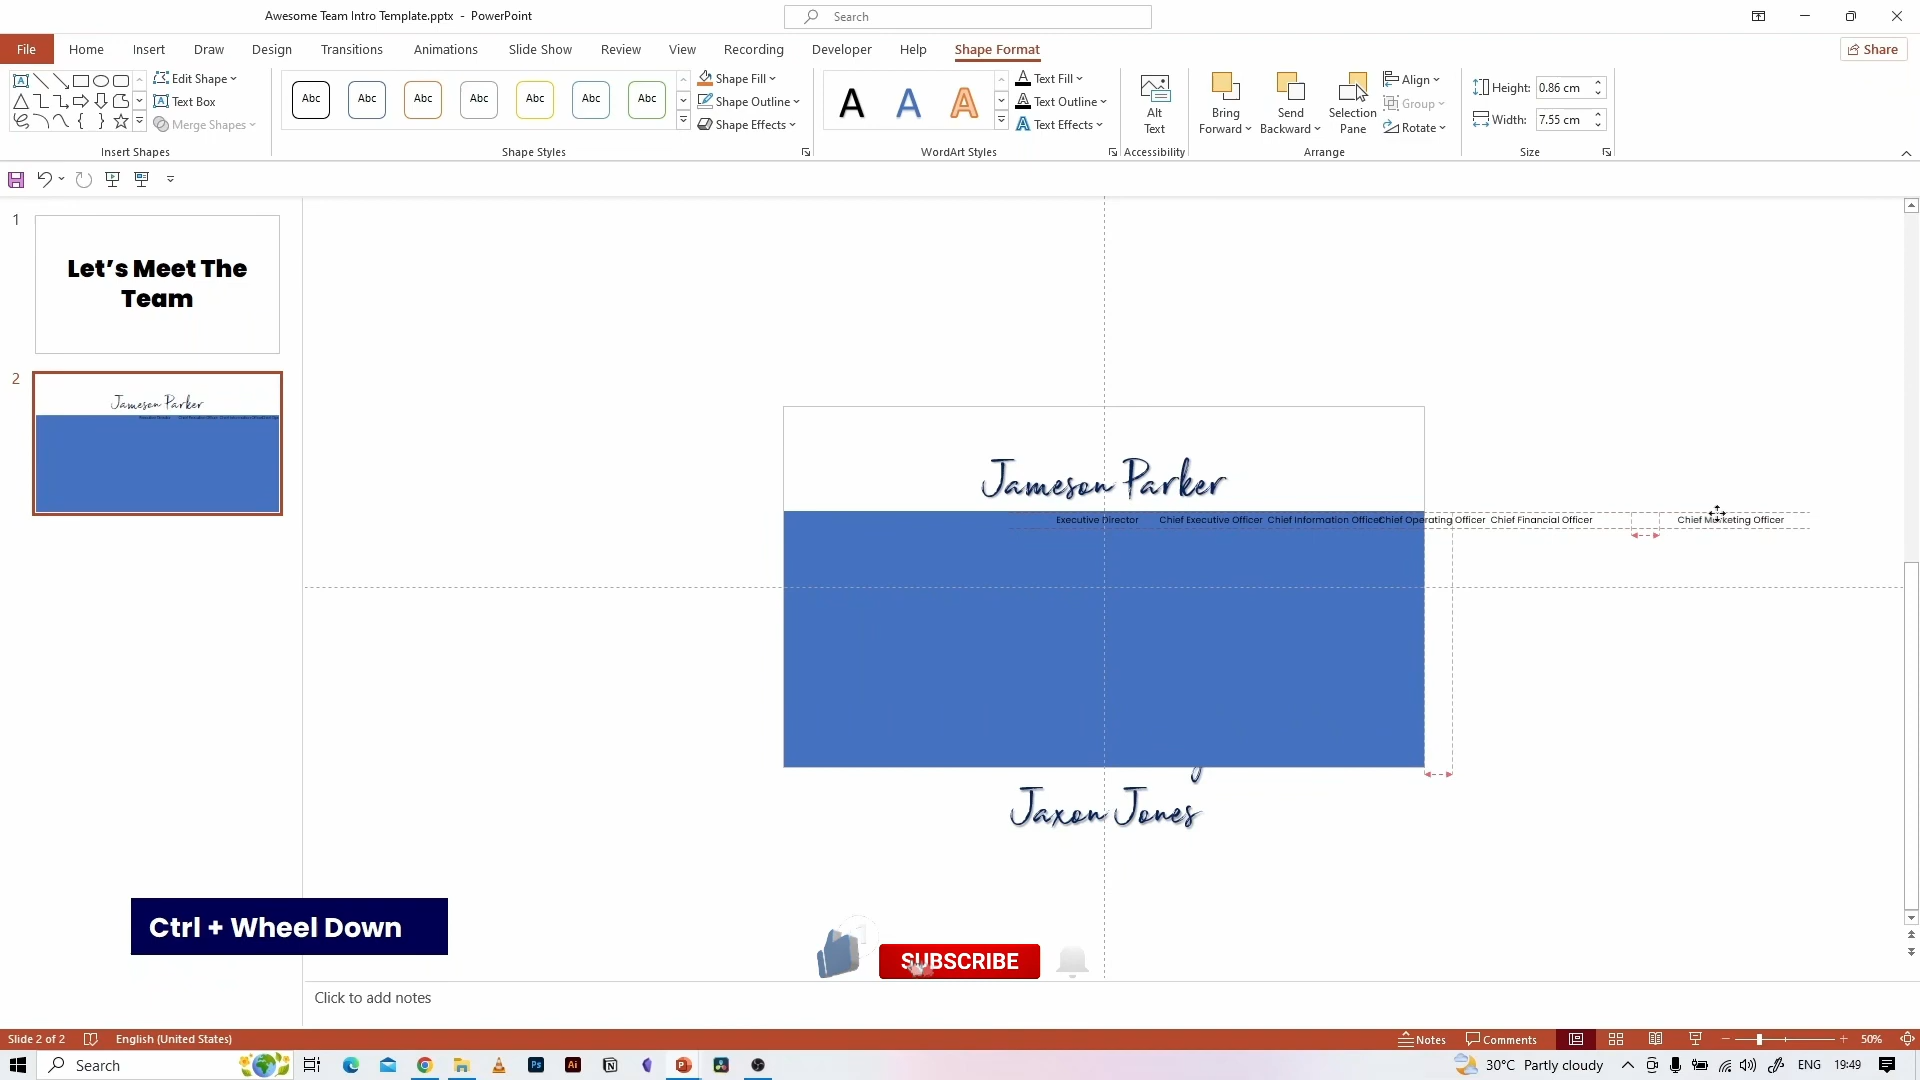 Awesome Team Intro Template.pptx - PowerPoint
Search
File Home Insert Draw Design Transitions Animations Slide Show Review View Recording Developer Help Shape Format Share
Edit Shape
Text Box
Merge Shapes
Insert Shapes
Abc Abc Abc Abc Abc Abc Abc
Shape Fill
Shape Outline
Shape Effects
Shape Styles
A A A
Text Fill
Text Outline
Text Effects
WordArt Styles
Alt
Text
Accessibility
Bring
Forward
Send
Backward
Selection
Pane
Align
Group
Rotate
Arrange
Height: 0.86 cm
Width: 7.55 cm
Size
1
Let's Meet The
Team
2
Jameson Parker
Jameson Parker
Executive Director Chief Executive Officer Chief Information Officer Chief Operating Officer Chief Financial Officer Chief Marketing Officer
Jaxon Jones
Ctrl + Wheel Down
SUBSCRIBE
Click to add notes
Slide 2 of 2 English (United States) Notes Comments 50%
Search 30°C Partly cloudy ENG 19:49